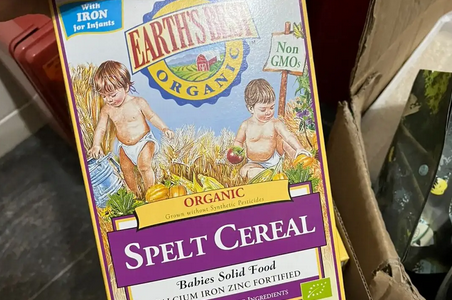 With
IRON
for Infants
EARTH'S BEST
ORGANIC
Non
GMOs
ORGANIC
Grown without Synthetic Pesticides
SPELT CEREAL
Babies Solid Food
CALCIUM IRON ZINC FORTIFIED
INGREDIENTS